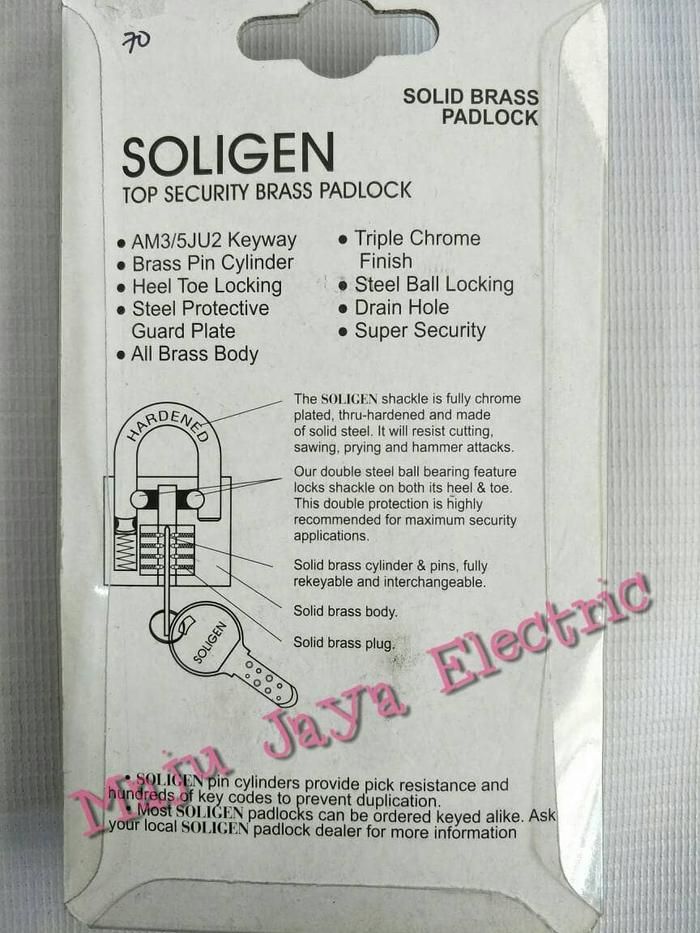 70
SOLID BRASS
PADLOCK
SOLIGEN
TOP SECURITY BRASS PADLOCK
• AM3/5JU2 Keyway
• Brass Pin Cylinder
• Heel Toe Locking
• Steel Protective
Guard Plate
• All Brass Body
• Triple Chrome
Finish
• Steel Ball Locking
• Drain Hole
• Super Security
HARDENED
The SOLIGEN shackle is fully chrome
plated, thru-hardened and made
of solid steel. It will resist cutting,
sawing, prying and hammer attacks.
Our double steel ball bearing feature
locks shackle on both its heel & toe.
This double protection is highly
recommended for maximum security
applications.
Solid brass cylinder & pins, fully
rekeyable and interchangeable.
Solid brass body.
Solid brass plug.
SOLIGEN
Maju Jaya Electric
• SOLIGEN pin cylinders provide pick resistance and
hundreds of key codes to prevent duplication.
• Most SOLIGEN padlocks can be ordered keyed alike. Ask
your local SOLIGEN padlock dealer for more information